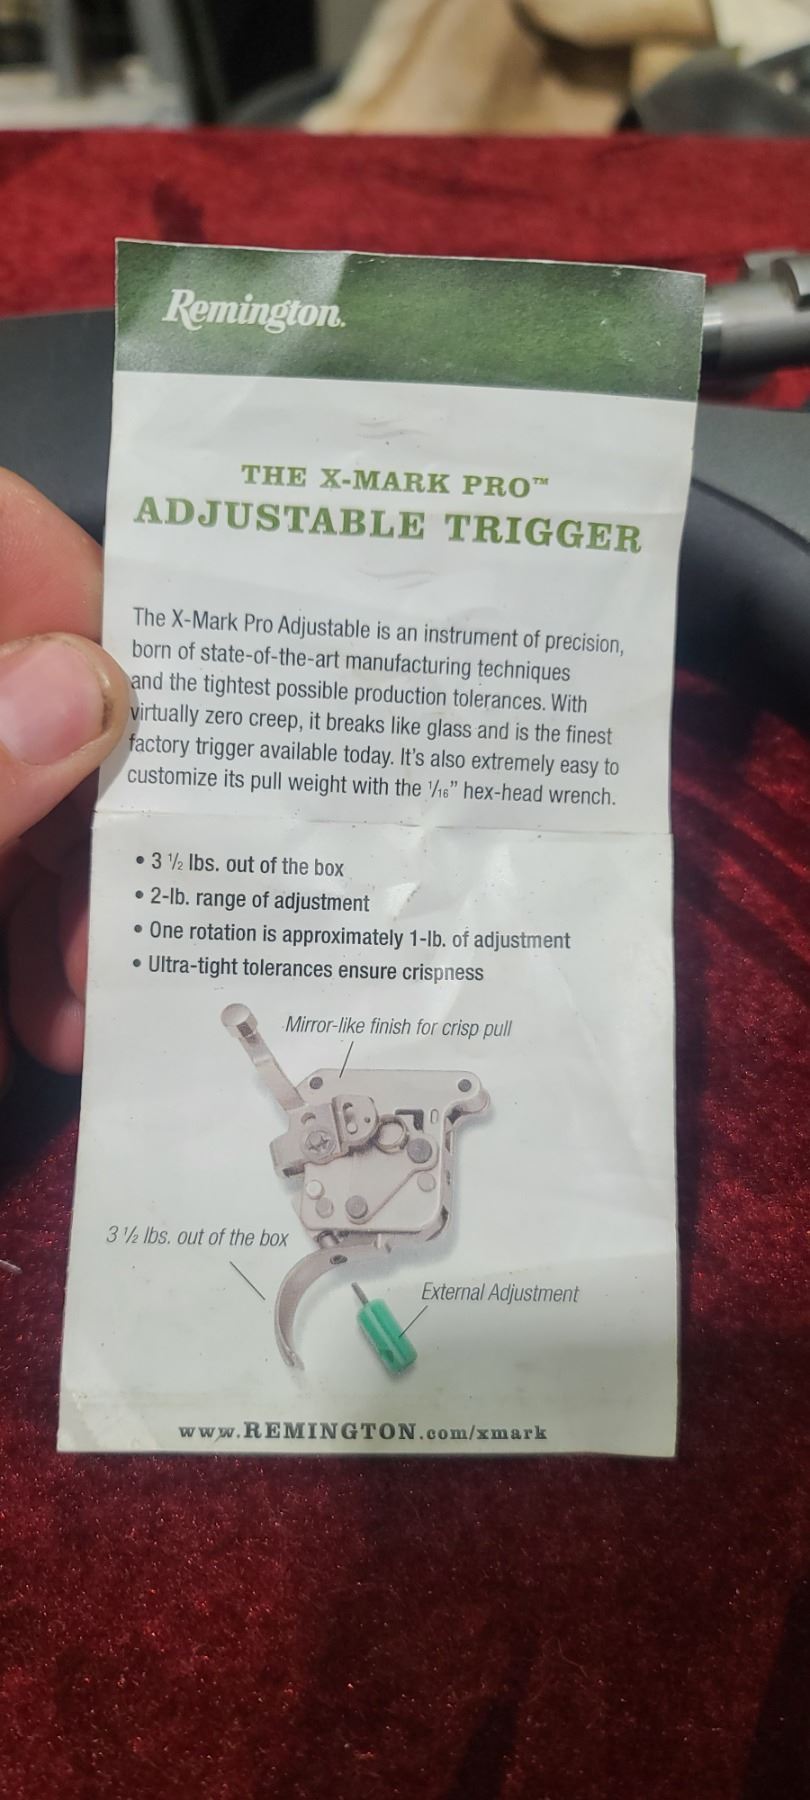 Remington.
THE X-MARK PRO™
ADJUSTABLE TRIGGER
The X-Mark Pro Adjustable is an instrument of precision,
born of state-of-the-art manufacturing techniques
and the tightest possible production tolerances. With
virtually zero creep, it breaks like glass and is the finest
factory trigger available today. It's also extremely easy to
customize its pull weight with the 1/16" hex-head wrench.
• 3 ½ lbs. out of the box
• 2-lb. range of adjustment
• One rotation is approximately 1-lb. of adjustment
• Ultra-tight tolerances ensure crispness
Mirror-like finish for crisp pull
3 ½ lbs. out of the box
External Adjustment
www.REMINGTON.com/xmark